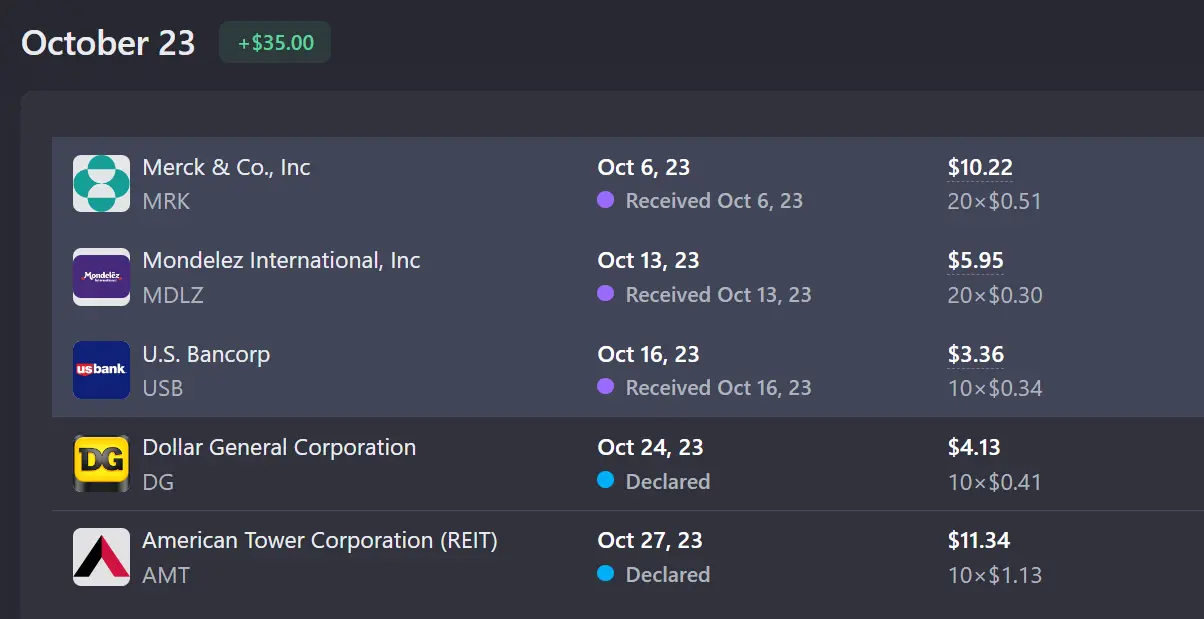 October 23 +$35.00
Merck & Co., Inc Oct 6, 23 $10.22
MRK Received Oct 6, 23 20×$0.51
Mondelez International, Inc Oct 13, 23 $5.95
Mondelēz
International
MDLZ Received Oct 13, 23 20×$0.30
U.S. Bancorp Oct 16, 23 $3.36
usbank
USB Received Oct 16, 23 10×$0.34
Dollar General Corporation Oct 24, 23 $4.13
DG
DG Declared 10×$0.41
American Tower Corporation (REIT) Oct 27, 23 $11.34
AMT Declared 10×$1.13